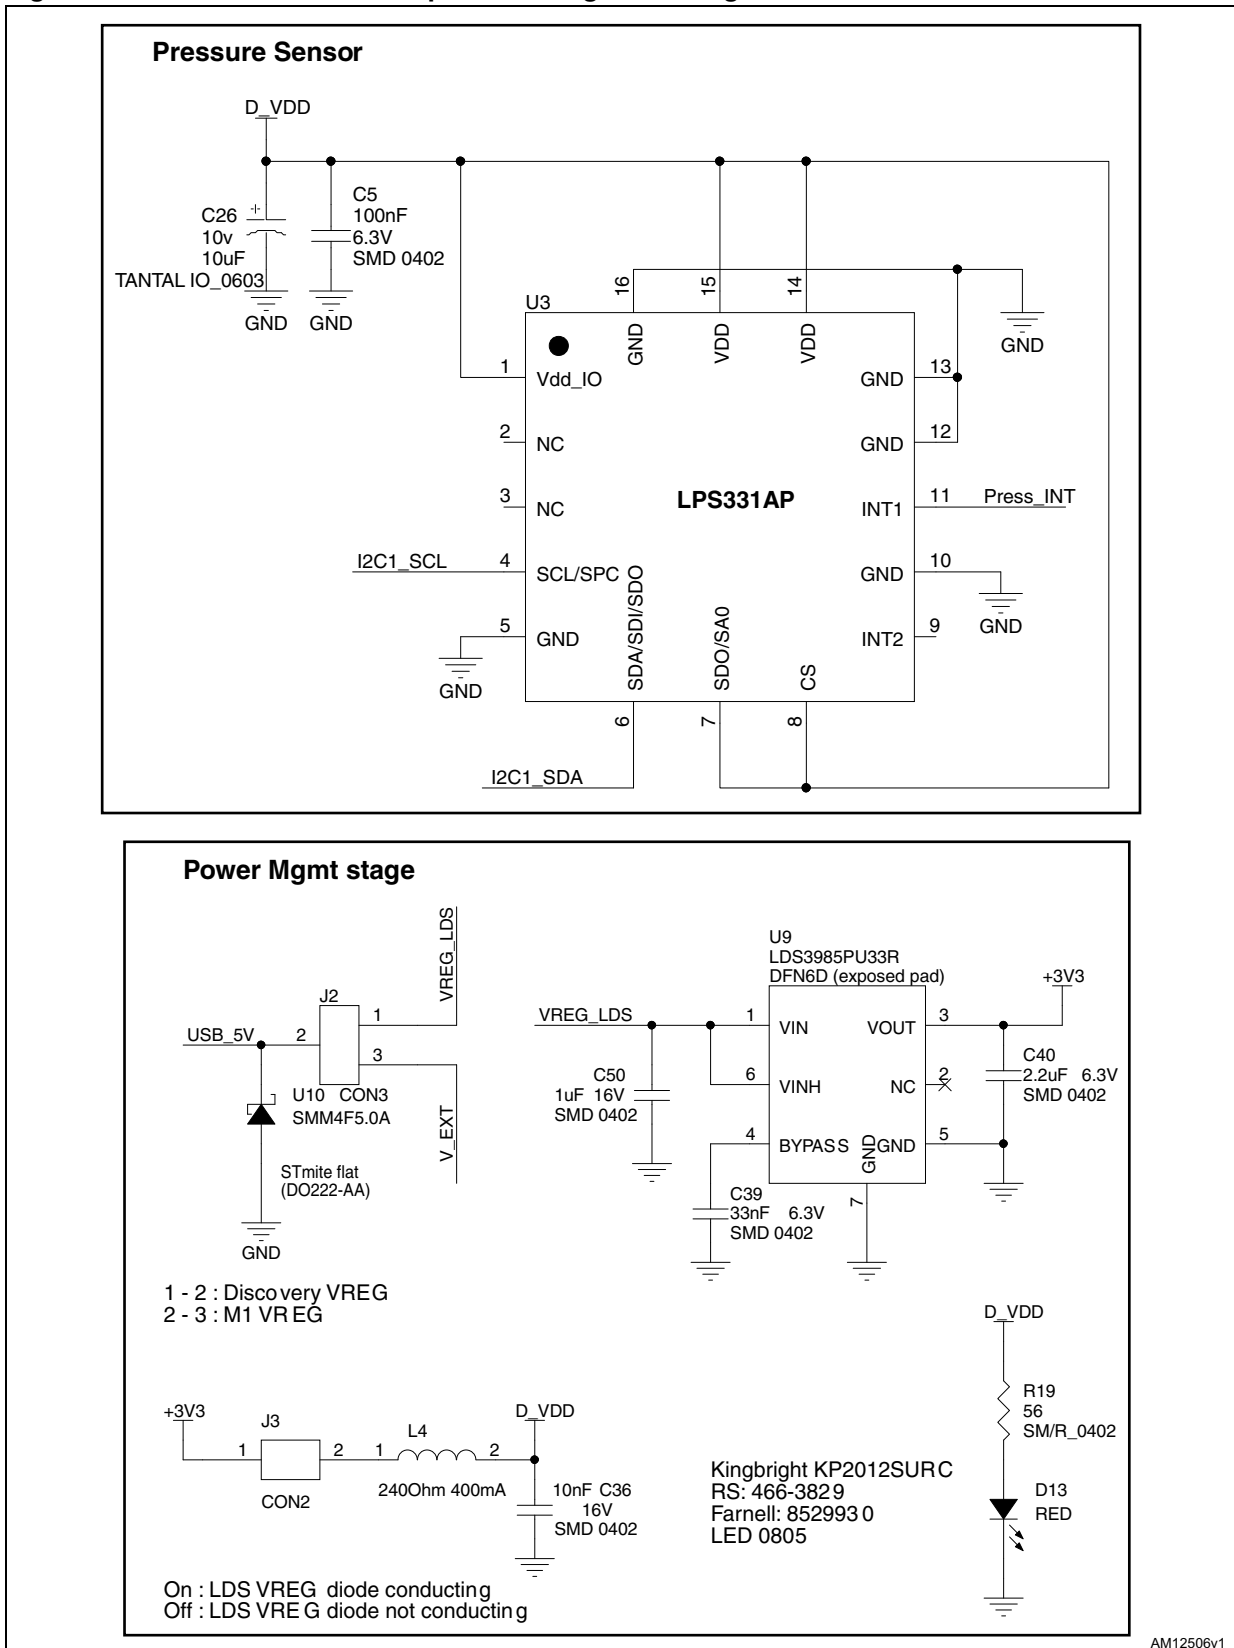 Pressure Sensor
D_VDD
C26
10v
10uF
TANTAL IO_0603
C5
100nF
6.3V
SMD 0402
GND
GND
U3
16
15
14
GND
VDD
VDD
GND
1
Vdd_IO
GND
13
2
NC
GND
12
3
NC
LPS331AP
INT1
11
Press_INT
I2C1_SCL
4
SCL/SPC
GND
10
GND
5
GND
INT2
9
GND
SDA/SDI/SDO
SDO/SA0
CS
6
7
8
I2C1_SDA
Power Mgmt stage
VREG_LDS
J2
USB_5V
2
1
3
U10 CON3
SMM4F5.0A
V_EXT
STmite flat
(DO222-AA)
GND
1 - 2 : Discovery VREG
2 - 3 : M1 VREG
U9
LDS3985PU33R
DFN6D (exposed pad)
+3V3
VREG_LDS
1
VIN
VOUT
3
C50
1uF 16V
SMD 0402
6
VINH
NC
2
C40
2.2uF 6.3V
SMD 0402
4
BYPASS
GND
GND
5
7
C39
33nF 6.3V
SMD 0402
+3V3
J3
1
2
CON2
L4
1
2
240Ohm 400mA
D_VDD
10nF C36
16V
SMD 0402
On : LDS VREG diode conducting
Off : LDS VREG diode not conducting
Kingbright KP2012SURC
RS: 466-3829
Farnell: 8529930
LED 0805
D_VDD
R19
56
SM/R_0402
D13
RED
AM12506v1